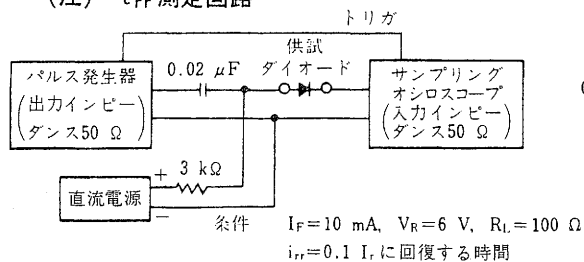 (注) trr測定回路
トリガ
パルス発生器
(出力インピー
ダンス50 Ω)
0.02 μF
供試
ダイオード
サンプリング
オシロスコープ
(入力インピー
ダンス50 Ω)
+
3 kΩ
直流電源
−
条件
IF=10 mA, VR=6 V, RL=100 Ω
irr=0.1 Irに回復する時間